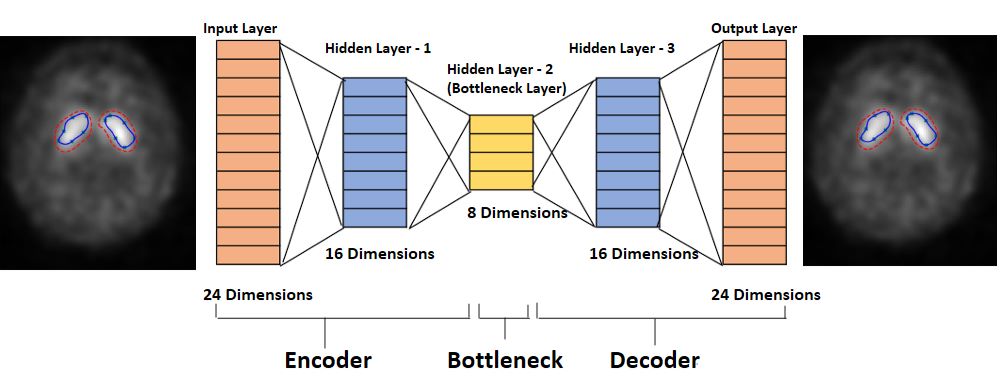 Input Layer
Hidden Layer - 1
Hidden Layer - 2
(Bottleneck Layer)
Hidden Layer - 3
Output Layer
8 Dimensions
16 Dimensions
16 Dimensions
24 Dimensions
24 Dimensions
Encoder
Bottleneck
Decoder